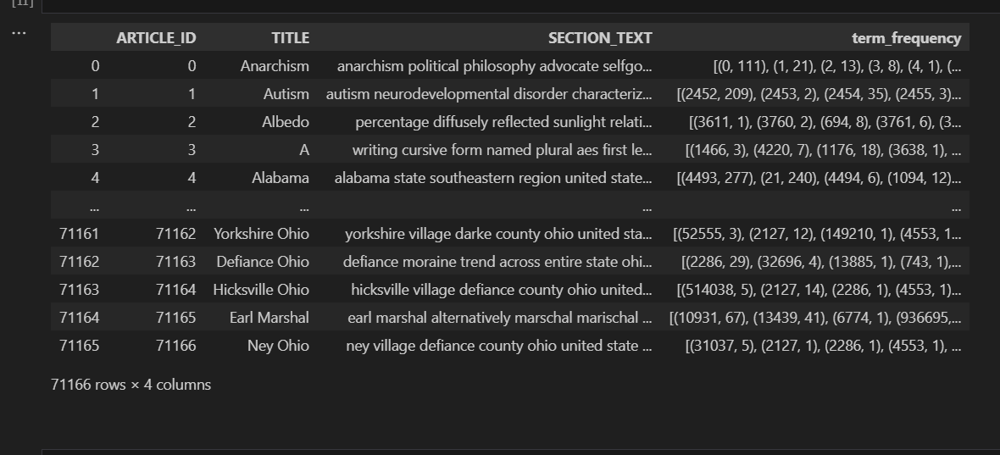 [11]
...
ARTICLE_ID TITLE SECTION_TEXT term_frequency
0 0 Anarchism anarchism political philosophy advocate selfgo... [(0, 111), (1, 21), (2, 13), (3, 8), (4, 1), (...
1 1 Autism autism neurodevelopmental disorder characteriz... [(2452, 209), (2453, 2), (2454, 35), (2455, 3)...
2 2 Albedo percentage diffusely reflected sunlight relati... [(3611, 1), (3760, 2), (694, 8), (3761, 6), (3...
3 3 A writing cursive form named plural aes first le... [(1466, 3), (4220, 7), (1176, 18), (3638, 1), ...
4 4 Alabama alabama state southeastern region united state... [(4493, 277), (21, 240), (4494, 6), (1094, 12)...
... ... ... ... ...
71161 71162 Yorkshire Ohio yorkshire village darke county ohio united sta... [(52555, 3), (2127, 12), (149210, 1), (4553, 1...
71162 71163 Defiance Ohio defiance moraine trend across entire state ohi... [(2286, 29), (32696, 4), (13885, 1), (743, 1),...
71163 71164 Hicksville Ohio hicksville village defiance county ohio united... [(514038, 5), (2127, 14), (2286, 1), (4553, 1)...
71164 71165 Earl Marshal earl marshal alternatively marschal marischal ... [(10931, 67), (13439, 41), (6774, 1), (936695,...
71165 71166 Ney Ohio ney village defiance county ohio united state ... [(31037, 5), (2127, 1), (2286, 1), (4553, 1), ...
71166 rows × 4 columns